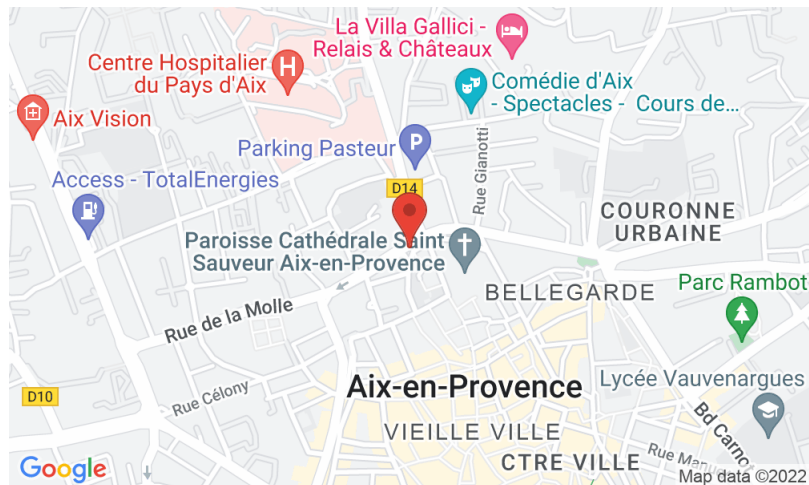 La Villa Gallici -
Relais & Châteaux
Centre Hospitalier
du Pays d'Aix
H
Comédie d'Aix
- Spectacles - Cours de...
Aix Vision
Parking Pasteur
P
Rue Gianotti
Access - TotalEnergies
D14
COURONNE
URBAINE
Paroisse Cathédrale Saint
Sauveur Aix-en-Provence
BELLEGARDE
Parc Rambot
Rue de la Molle
Aix-en-Provence
Lycée Vauvenargues
D10
Rue Célony
VIEILLE VILLE
Bd Carno
CTRE VILLE
Rue Manu
Google
Map data ©2022